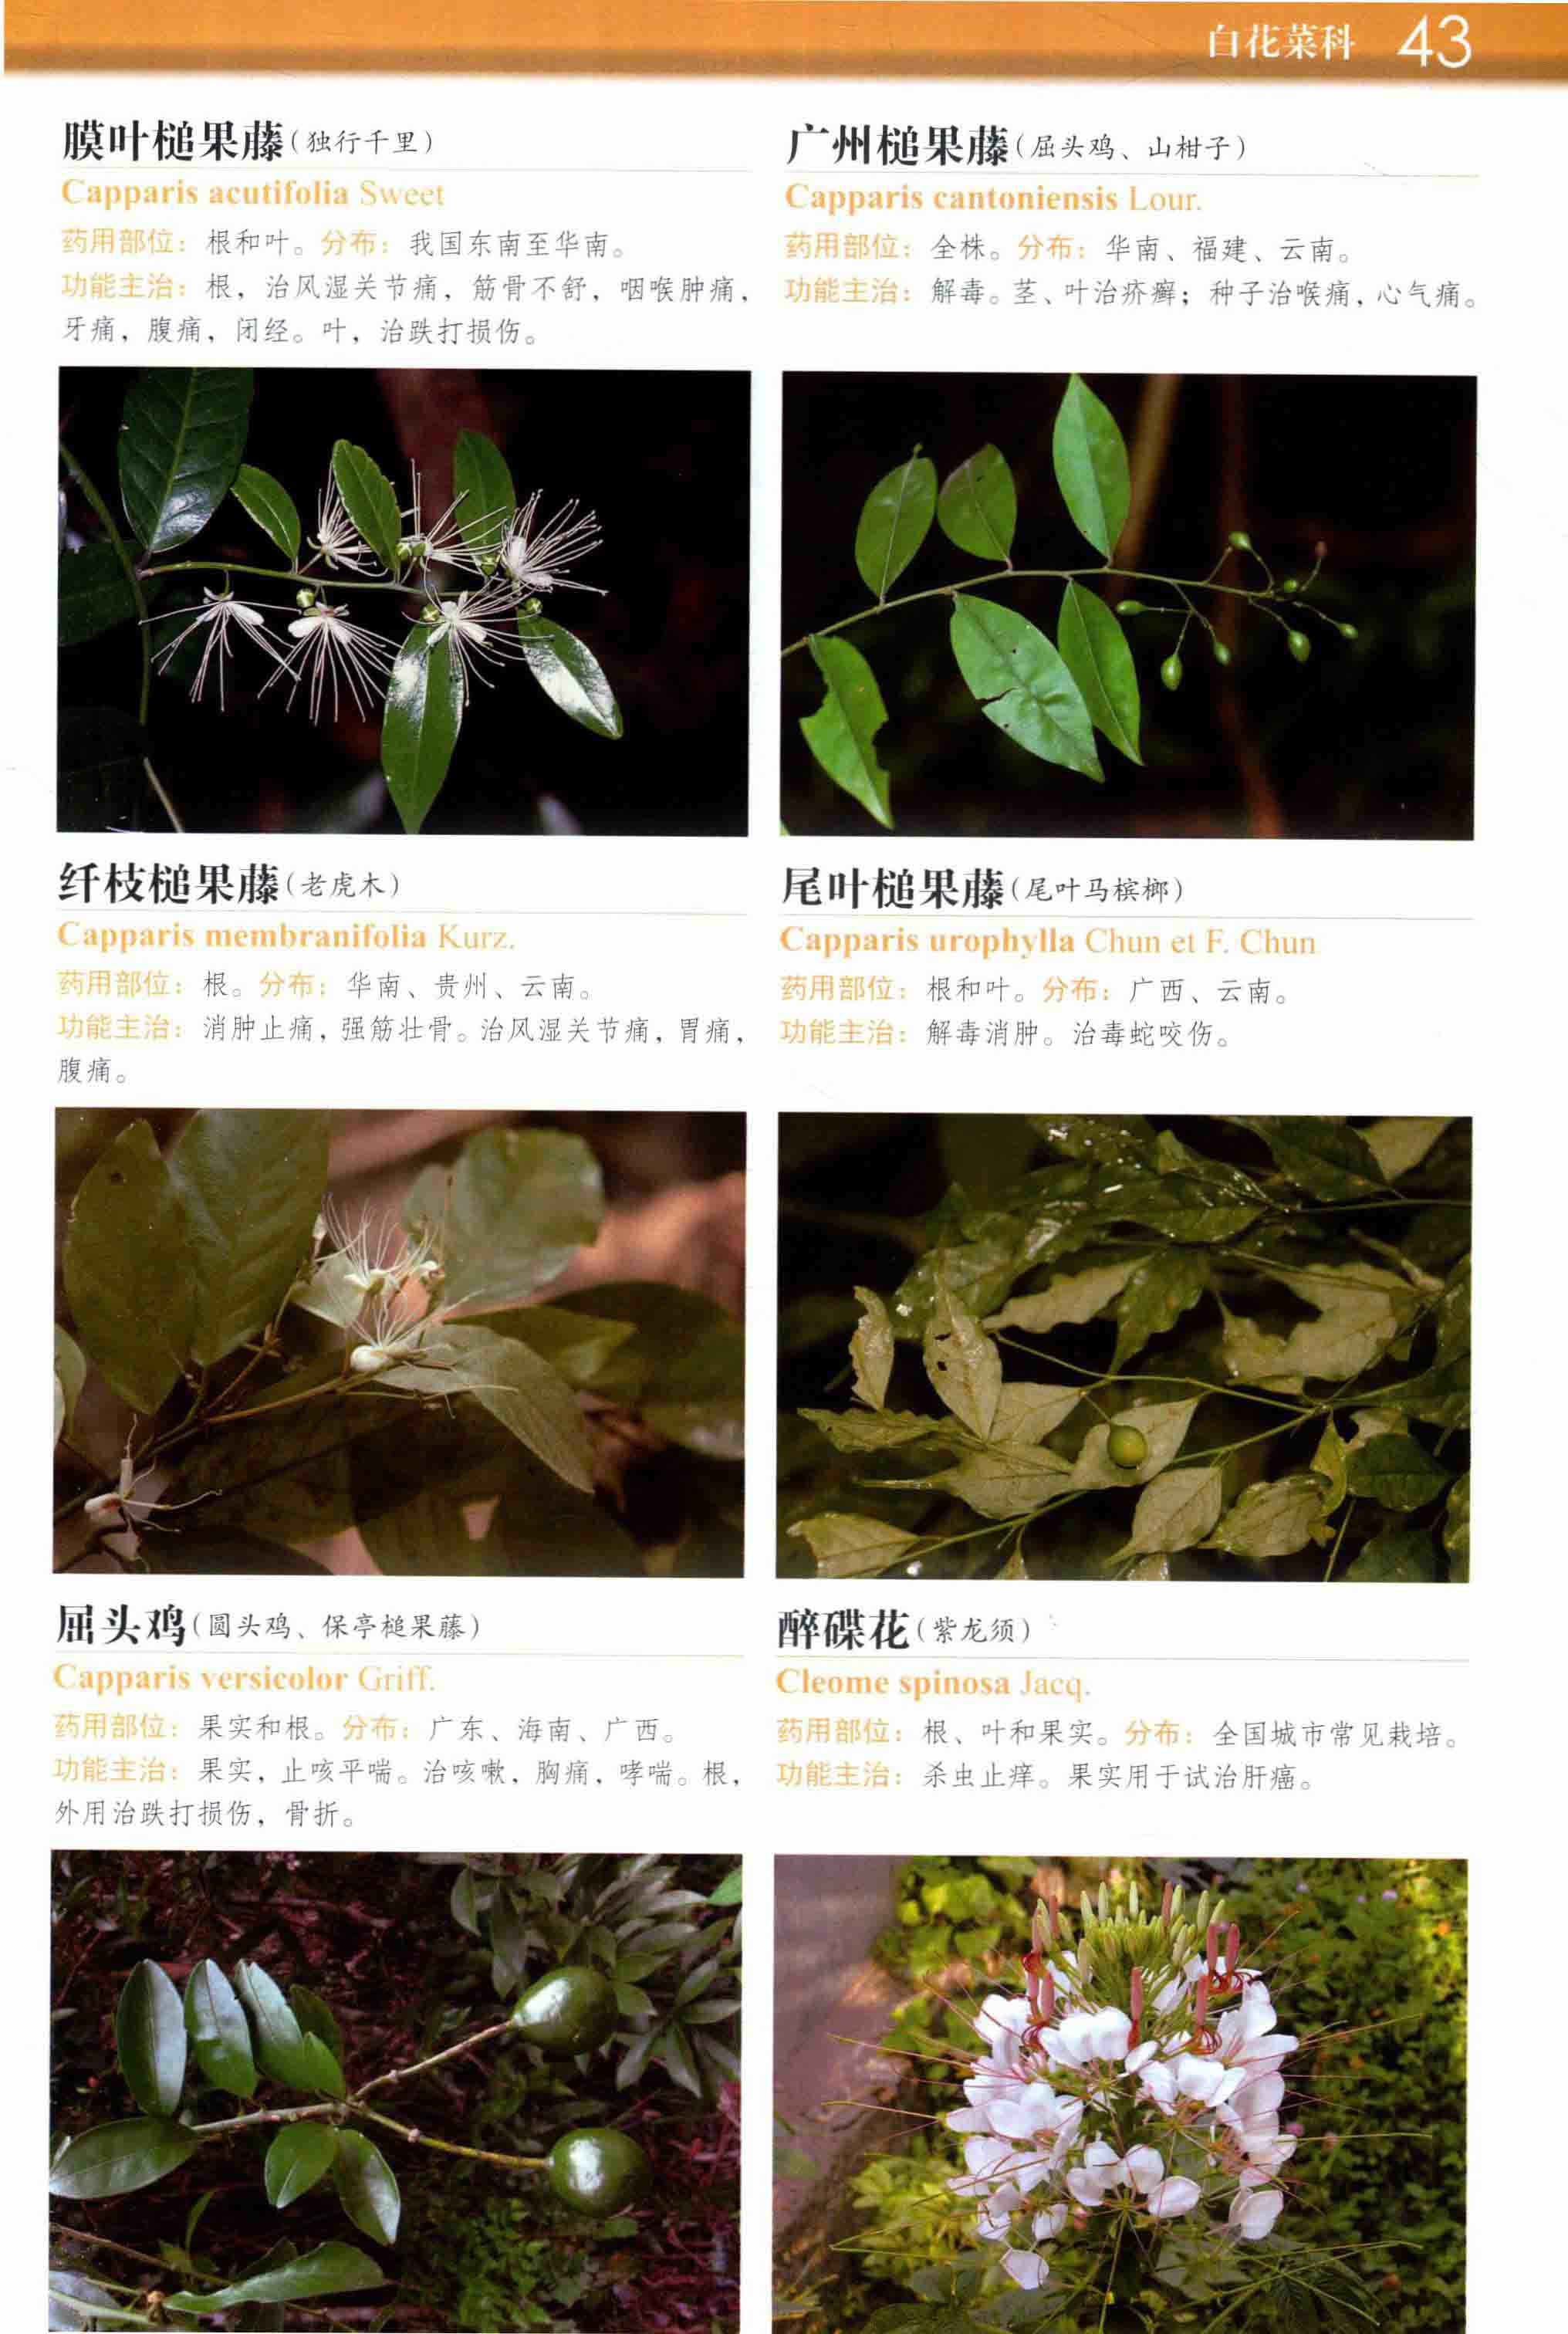 白花菜科 43
膜叶槌果藤(独行千里)
Capparis acutifolia Sweet
药用部位：根和叶。分布：我国东南至华南。
功能主治：根，治风湿关节痛，筋骨不舒，咽喉肿痛，
牙痛，腹痛，闭经。叶，治跌打损伤。
广州槌果藤(屈头鸡、山柑子)
Capparis cantoniensis Lour.
药用部位：全株。分布：华南、福建、云南。
功能主治：解毒。茎、叶治疥癣；种子治喉痛，心气痛。
纤枝槌果藤(老虎木)
Capparis membranifolia Kurz.
药用部位：根。分布：华南、贵州、云南。
功能主治：消肿止痛，强筋壮骨。治风湿关节痛，胃痛，
腹痛。
尾叶槌果藤(尾叶马槟榔)
Capparis urophylla Chun et F. Chun
药用部位：根和叶。分布：广西、云南。
功能主治：解毒消肿。治毒蛇咬伤。
屈头鸡(圆头鸡、保亭槌果藤)
Capparis versicolor Griff.
药用部位：果实和根。分布：广东、海南、广西。
功能主治：果实，止咳平喘。治咳嗽，胸痛，哮喘。根，
外用治跌打损伤，骨折。
醉碟花(紫龙须)
Cleome spinosa Jacq.
药用部位：根、叶和果实。分布：全国城市常见栽培。
功能主治：杀虫止痒。果实用于试治肝癌。